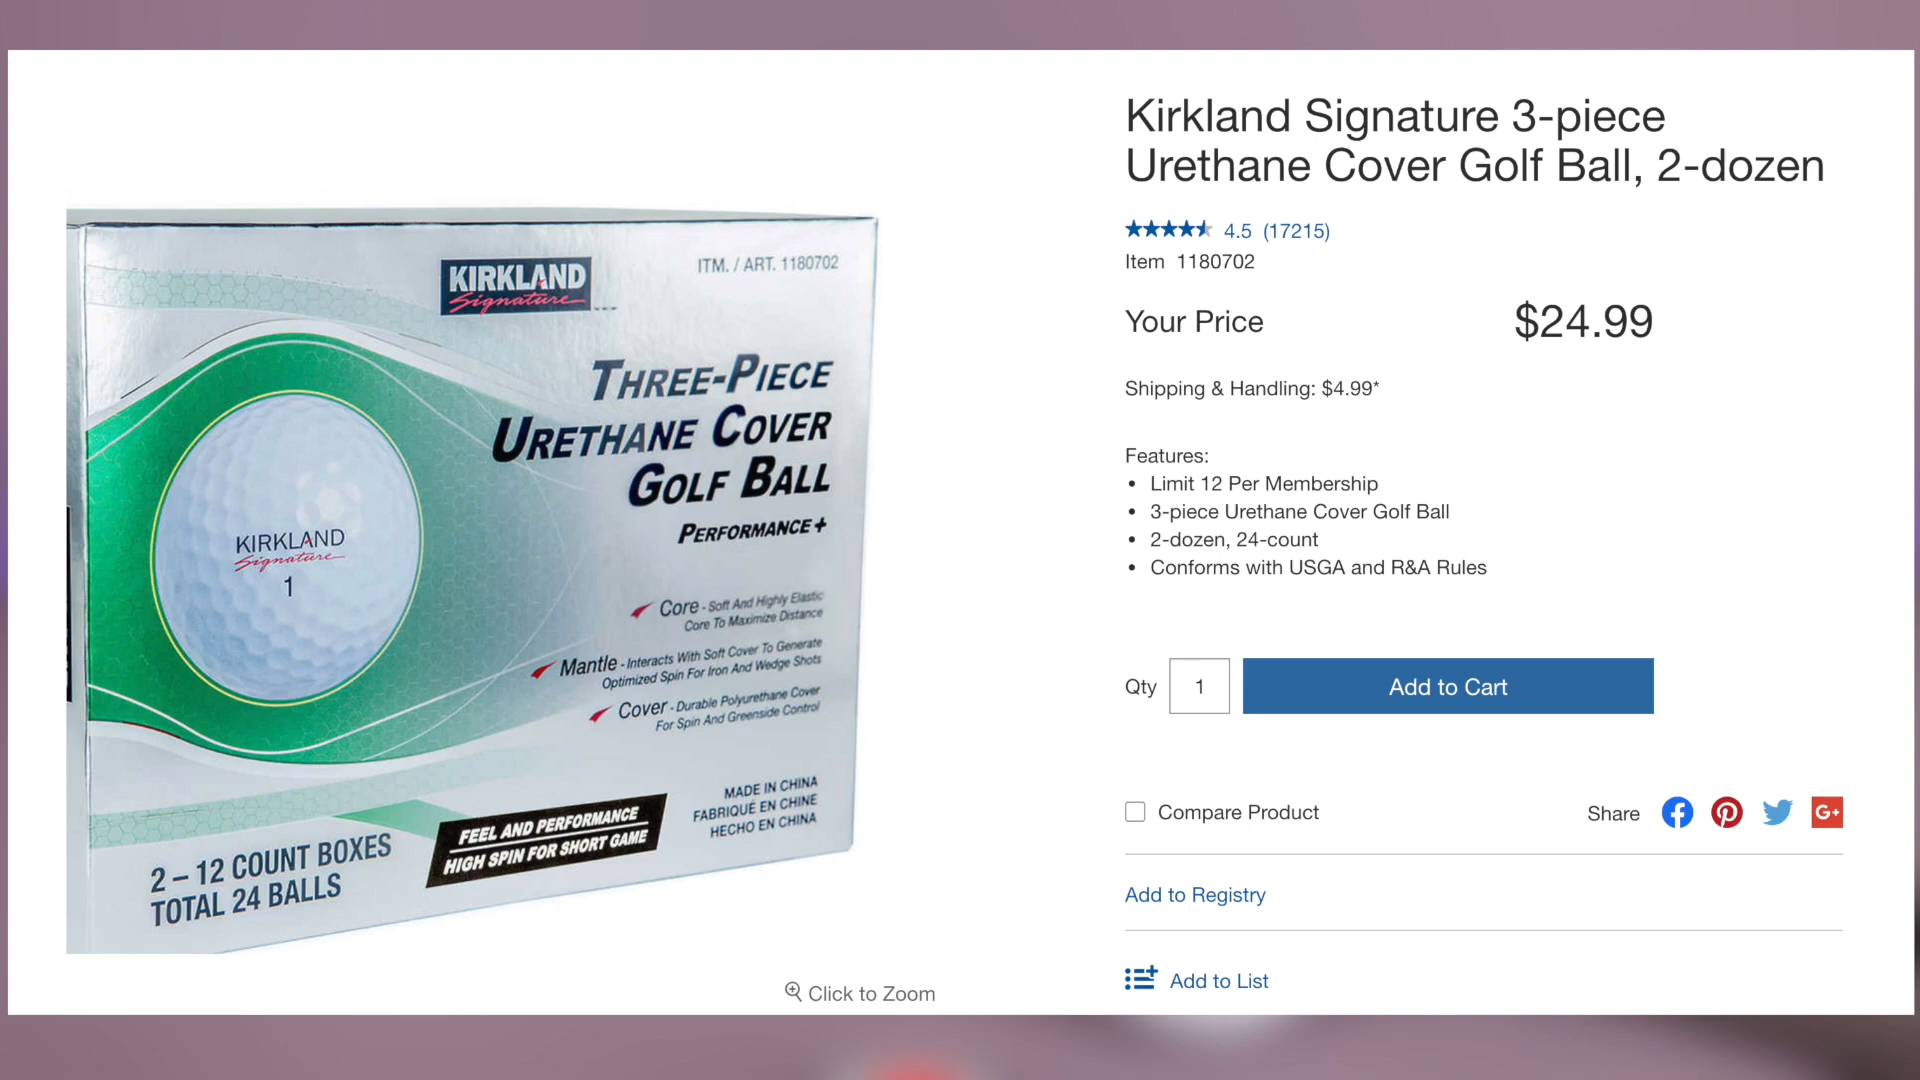 KIRKLAND
Signature
ITM. / ART. 1180702
THREE-PIECE
URETHANE COVER
GOLF BALL
PERFORMANCE+
KIRKLAND
Signature
1
Core - Soft And Highly Elastic
Core To Maximize Distance
Mantle - Interacts With Soft Cover To Generate
Optimized Spin For Iron And Wedge Shots
Cover - Durable Polyurethane Cover
For Spin And Greenside Control
MADE IN CHINA
FABRIQUÉ EN CHINE
HECHO EN CHINA
FEEL AND PERFORMANCE
HIGH SPIN FOR SHORT GAME
2 – 12 COUNT BOXES
TOTAL 24 BALLS
Click to Zoom
Kirkland Signature 3-piece
Urethane Cover Golf Ball, 2-dozen
4.5 (17215)
Item 1180702
Your Price $24.99
Shipping & Handling: $4.99*
Features:
• Limit 12 Per Membership
• 3-piece Urethane Cover Golf Ball
• 2-dozen, 24-count
• Conforms with USGA and R&A Rules
Qty 1 Add to Cart
Compare Product
Share G+
Add to Registry
Add to List